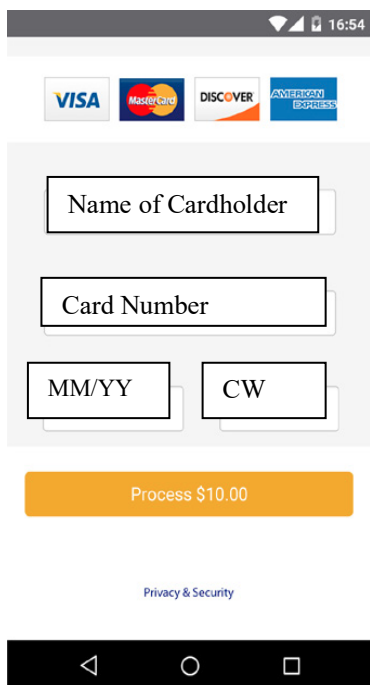 16:54
VISA MasterCard DISCOVER AMERICAN EXPRESS
Name of Cardholder
Card Number
MM/YY CW
Process $10.00
Privacy & Security